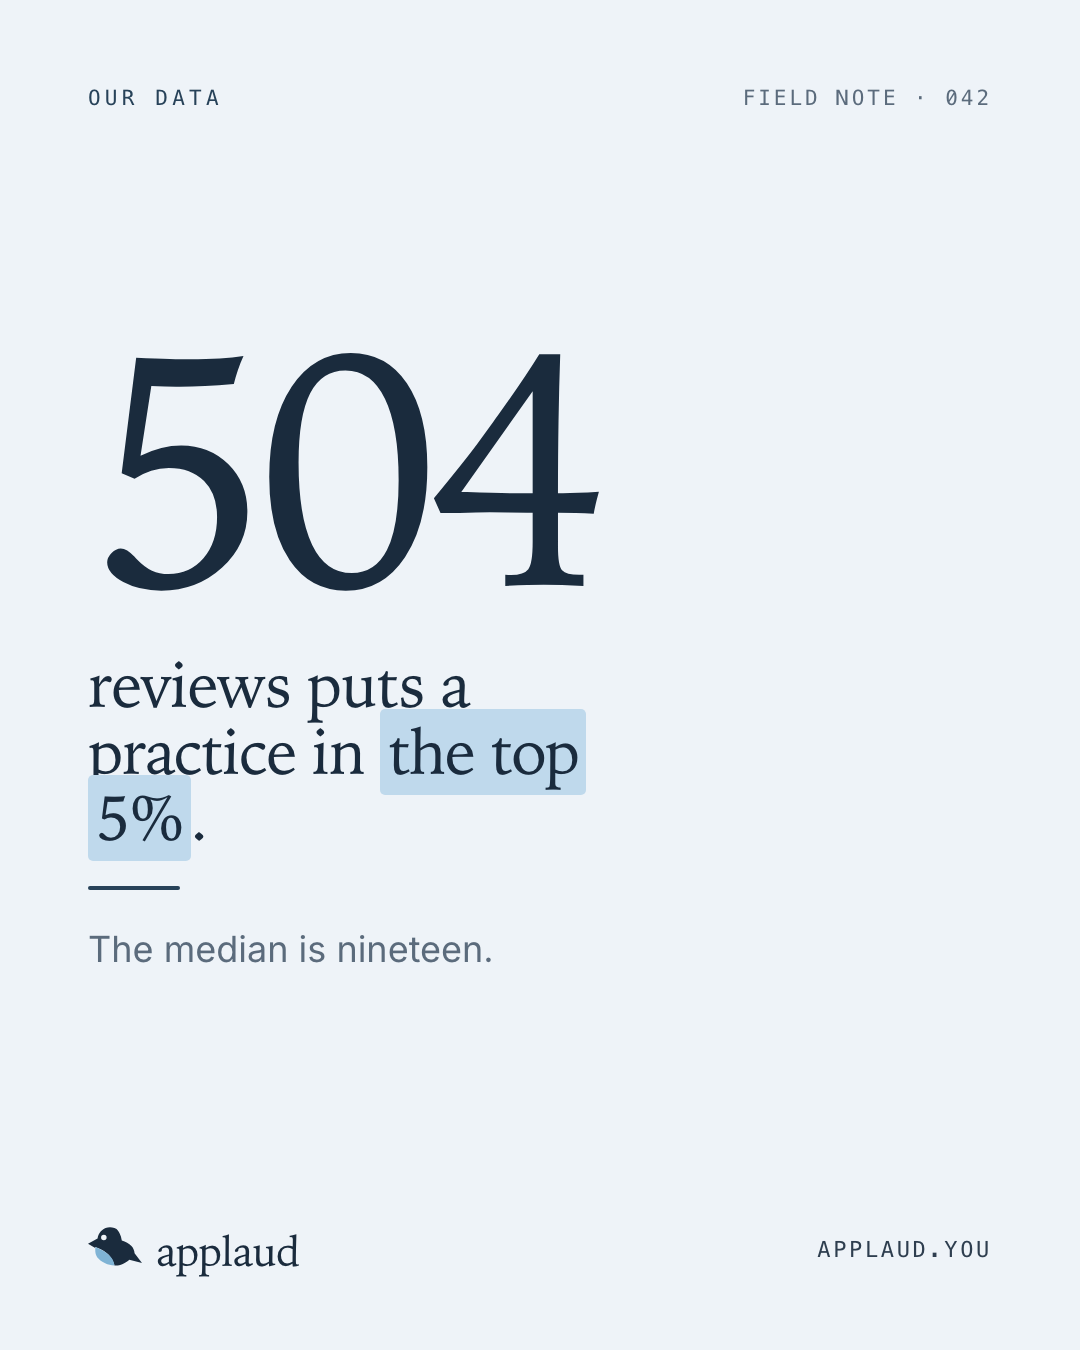 OUR DATA
FIELD NOTE · 042
504
reviews puts a
practice in the top
5%.
The median is nineteen.
applaud
APPLAUD.YOU